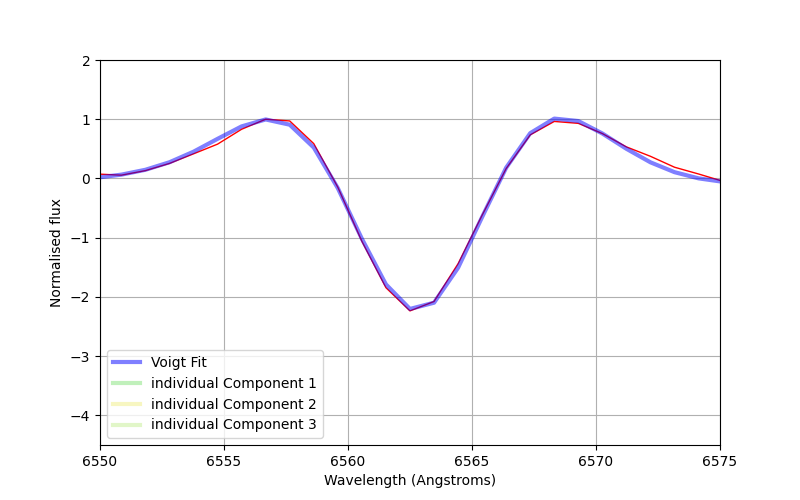 2
1
0
−1
−2
−3
−4
Normalised flux
Voigt Fit
individual Component 1
individual Component 2
individual Component 3
6550 6555 6560 6565 6570 6575
Wavelength (Angstroms)